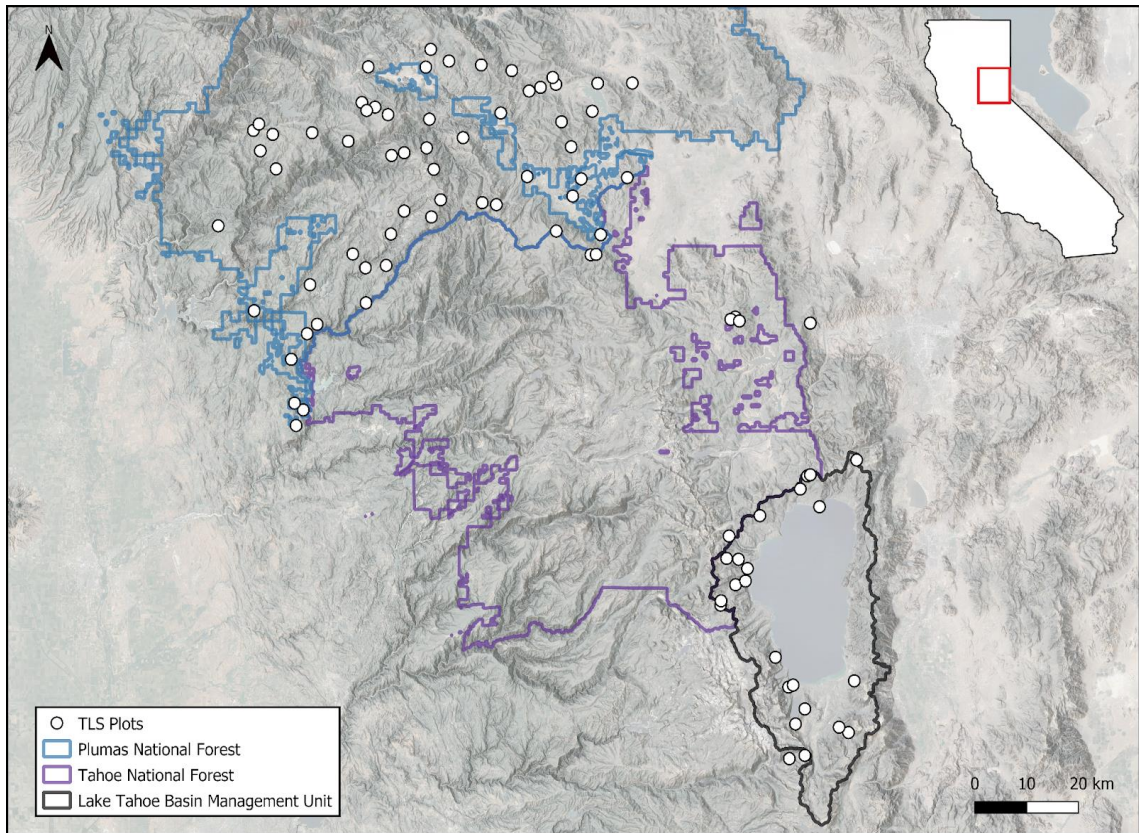 N
TLS Plots
Plumas National Forest
Tahoe National Forest
Lake Tahoe Basin Management Unit
0 10 20 km